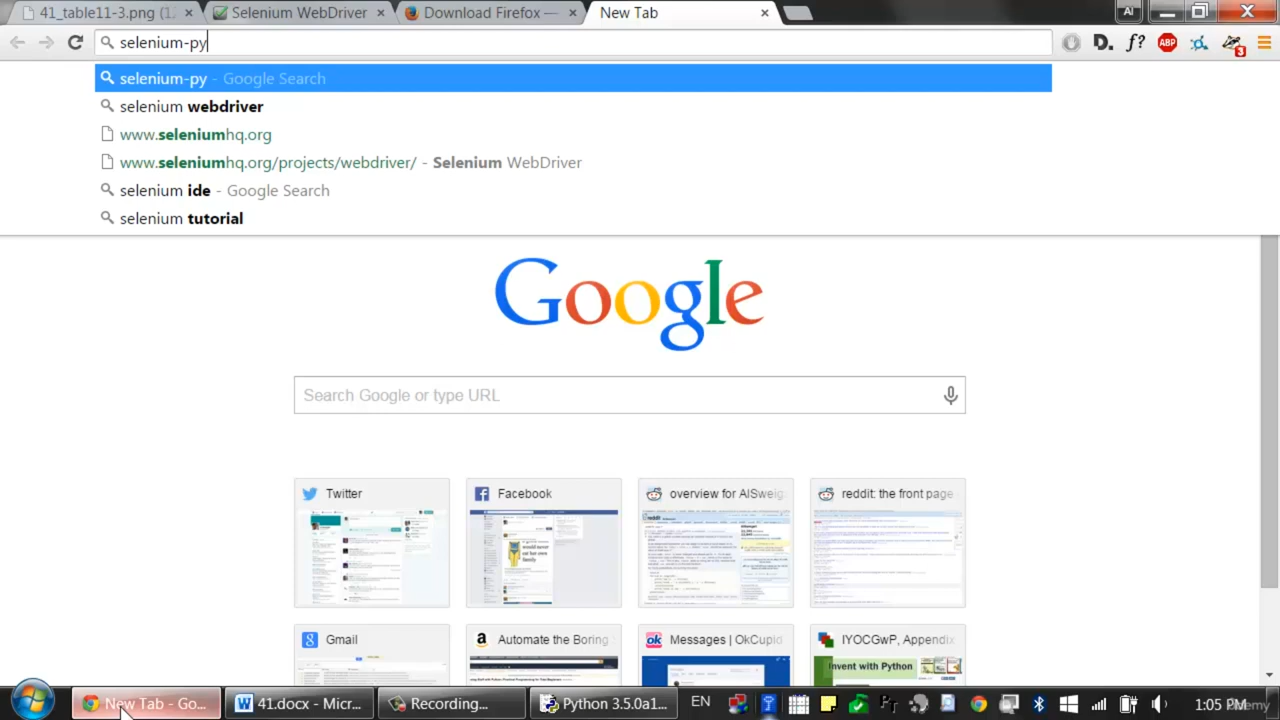 41_table11-3.png (12
Selenium WebDriver
Download Firefox —
New Tab
selenium-py
selenium-py - Google Search
selenium webdriver
www.seleniumhq.org
www.seleniumhq.org/projects/webdriver/ - Selenium WebDriver
selenium ide - Google Search
selenium tutorial
Google
Search Google or type URL
Twitter
Facebook
overview for AlSweig
reddit: the front page
Gmail
Automate the Boring
Messages | OkCupid
IYOCGwP, Appendix
Invent with Python
New Tab - Go...
41.docx - Micr...
Recording...
Python 3.5.0a1...
EN
1:05 PM
Udemy